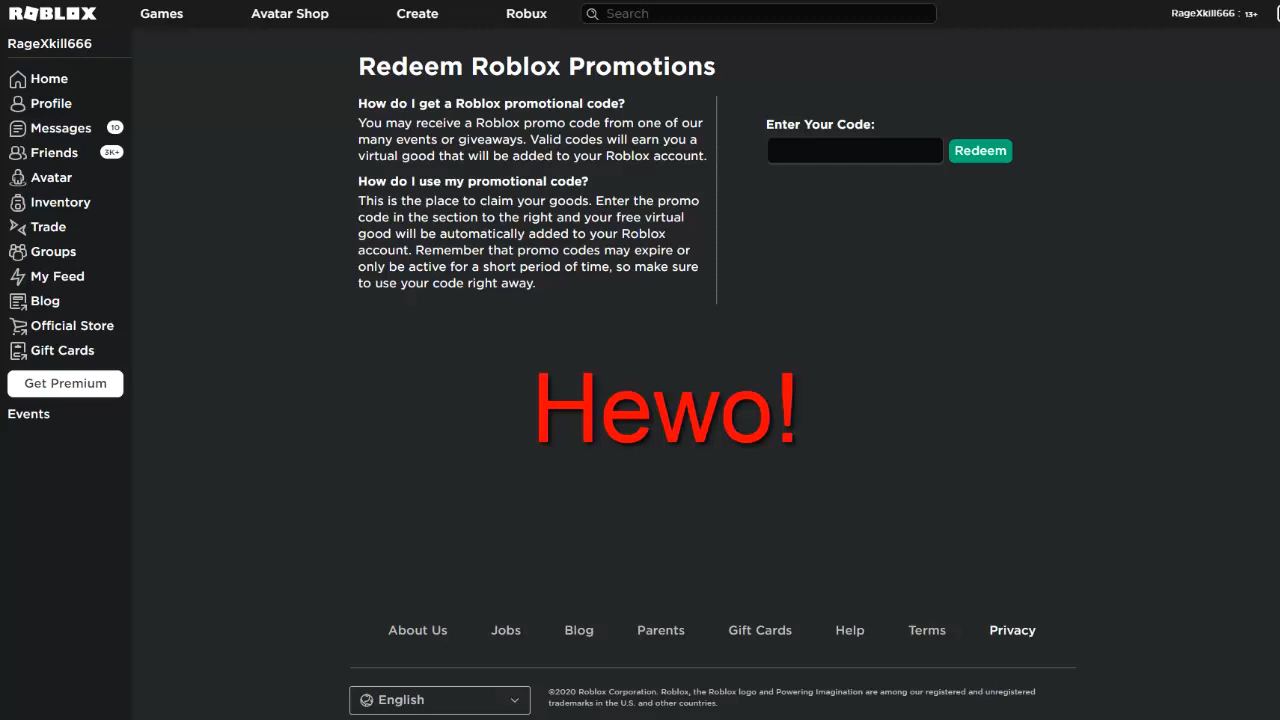 ROBLOX
Games
Avatar Shop
Create
Robux
Search
RageXkill666 : 13+
RageXkill666
Home
Profile
Messages 10
Friends 3K+
Avatar
Inventory
Trade
Groups
My Feed
Blog
Official Store
Gift Cards
Get Premium
Events
Redeem Roblox Promotions
How do I get a Roblox promotional code?
You may receive a Roblox promo code from one of our
many events or giveaways. Valid codes will earn you a
virtual good that will be added to your Roblox account.
How do I use my promotional code?
This is the place to claim your goods. Enter the promo
code in the section to the right and your free virtual
good will be automatically added to your Roblox
account. Remember that promo codes may expire or
only be active for a short period of time, so make sure
to use your code right away.
Enter Your Code:
Redeem
Hewo!
About Us
Jobs
Blog
Parents
Gift Cards
Help
Terms
Privacy
English
©2020 Roblox Corporation. Roblox, the Roblox logo and Powering Imagination are among our registered and unregistered
trademarks in the U.S. and other countries.